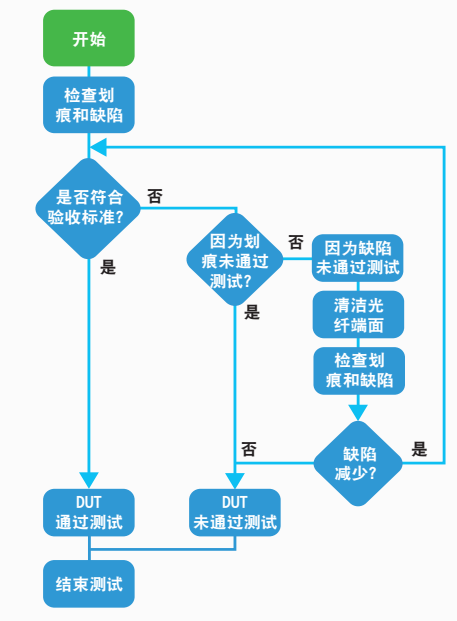 开始
检查划
痕和缺陷
是否符合
验收标准?
否
是
因为划
痕未通过
测试?
否
是
因为缺陷
未通过测试
清洁光
纤端面
检查划
痕和缺陷
缺陷
减少?
否
是
DUT
通过测试
DUT
未通过测试
结束测试